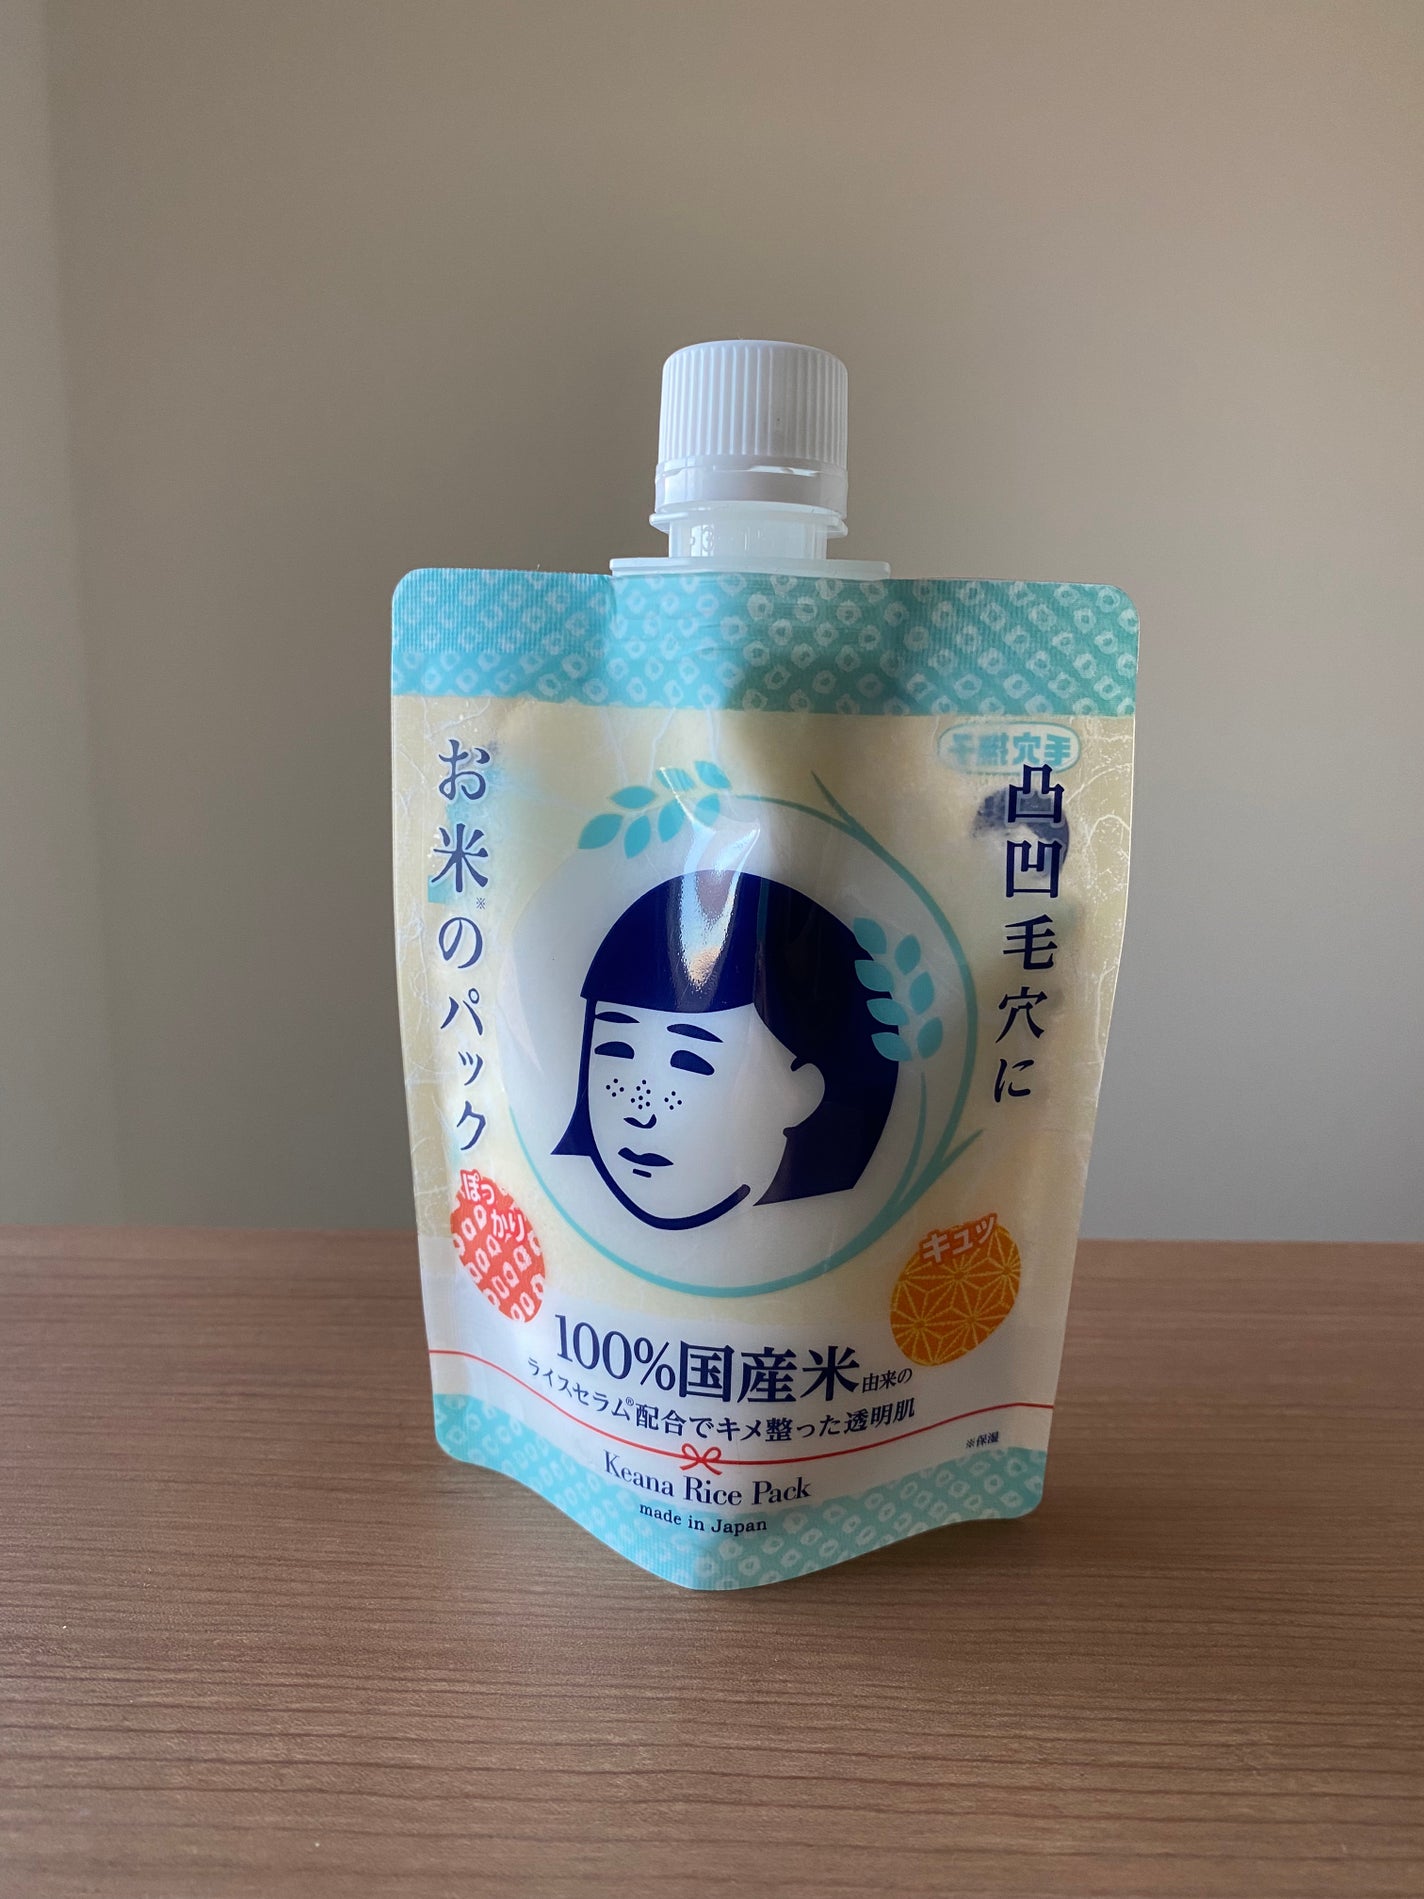 毛穴撫子
凸凹毛穴に
お米※のパック
ぽっ
かり
キュッ
100%国産米由来の
ライスセラム®配合でキメ整った透明肌
※保湿
Keana Rice Pack
made in Japan